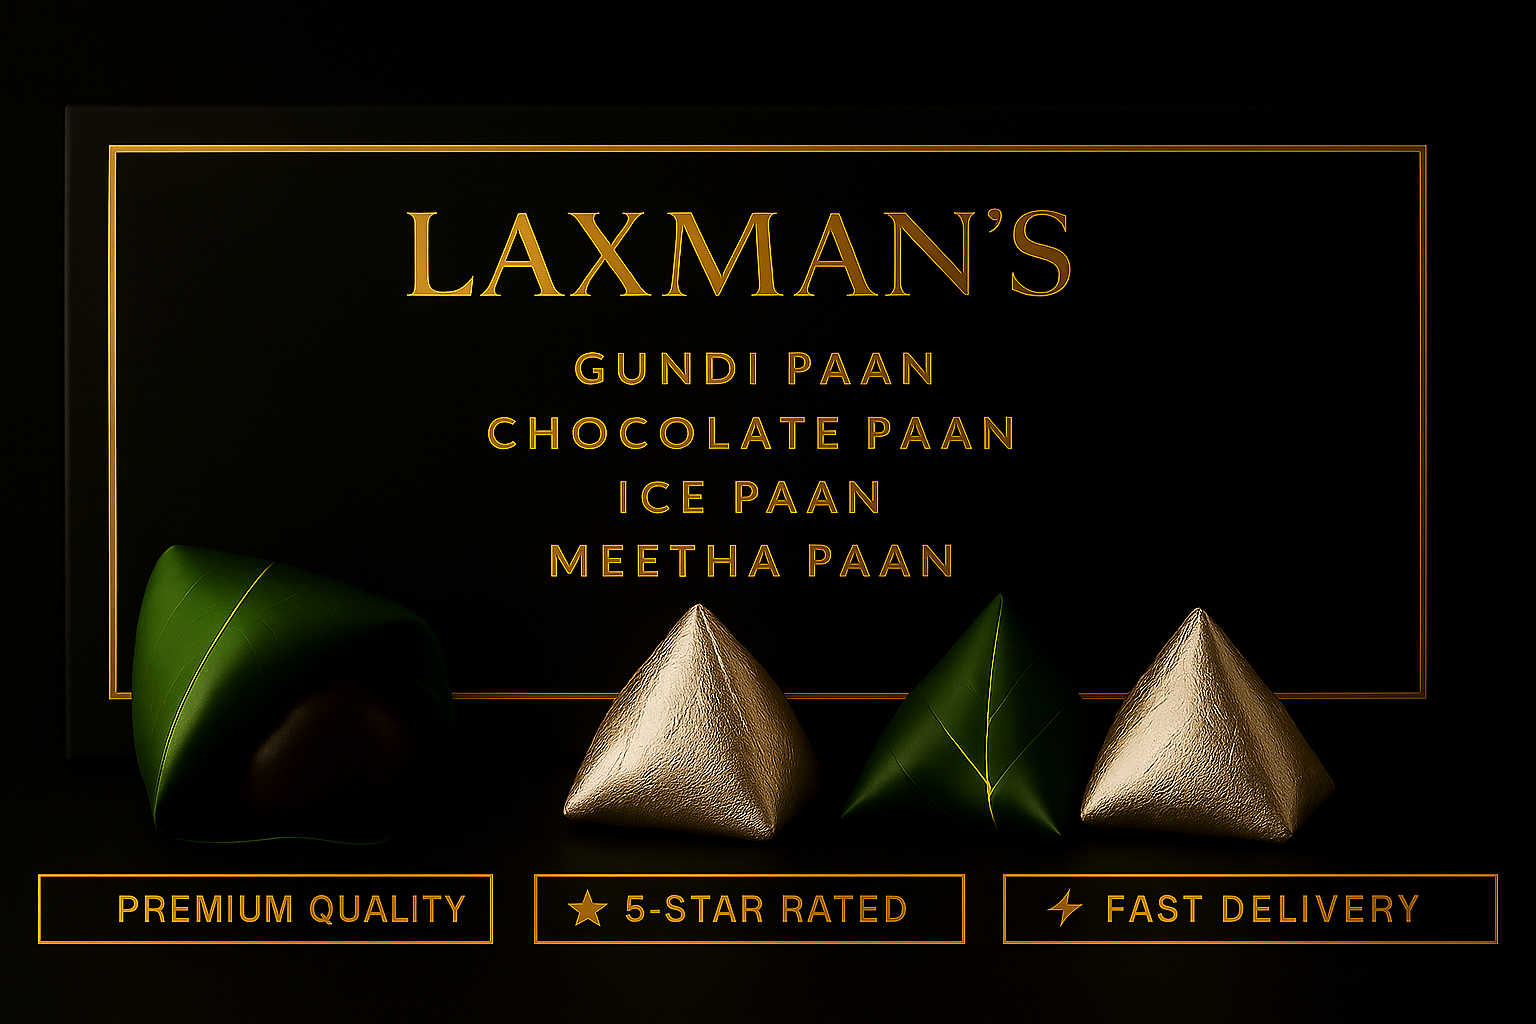 LAXMAN’S
GUNDI PAAN
CHOCOLATE PAAN
ICE PAAN
MEETHA PAAN
PREMIUM QUALITY
5-STAR RATED
FAST DELIVERY